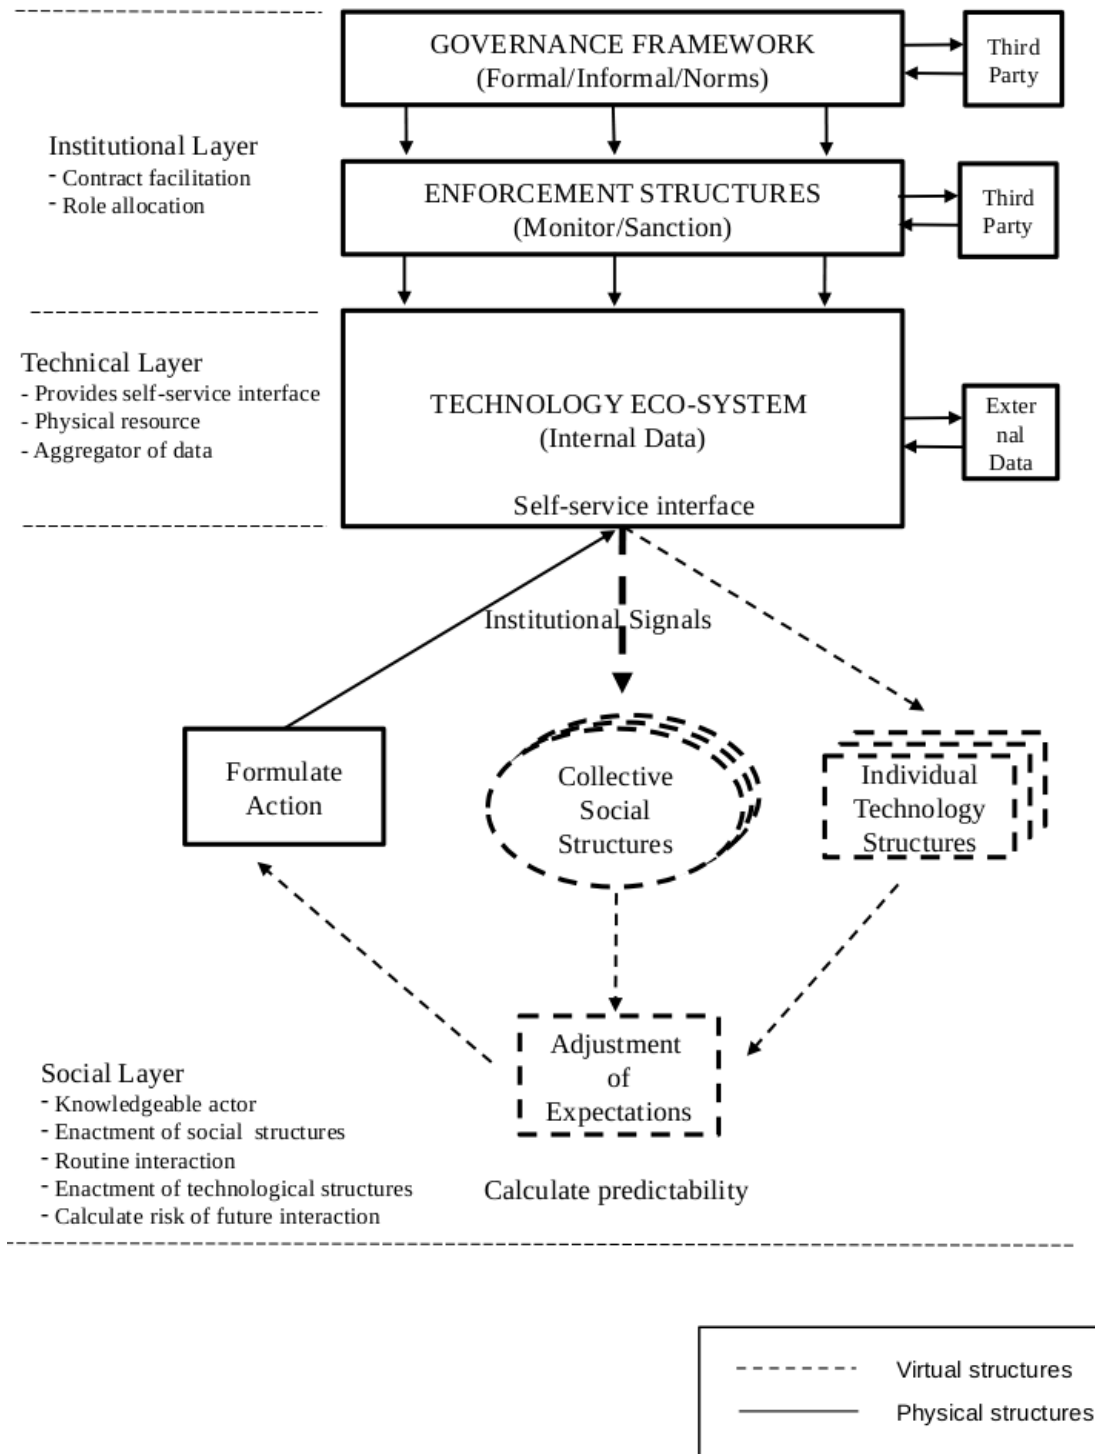 GOVERNANCE FRAMEWORK
(Formal/Informal/Norms)
Third
Party
Institutional Layer
- Contract facilitation
- Role allocation
ENFORCEMENT STRUCTURES
(Monitor/Sanction)
Third
Party
Technical Layer
- Provides self-service interface
- Physical resource
- Aggregator of data
TECHNOLOGY ECO-SYSTEM
(Internal Data)
Self-service interface
Exter
nal
Data
Institutional Signals
Formulate
Action
Collective
Social
Structures
Individual
Technology
Structures
Adjustment
of
Expectations
Calculate predictability
Social Layer
- Knowledgeable actor
- Enactment of social structures
- Routine interaction
- Enactment of technological structures
- Calculate risk of future interaction
Virtual structures
Physical structures